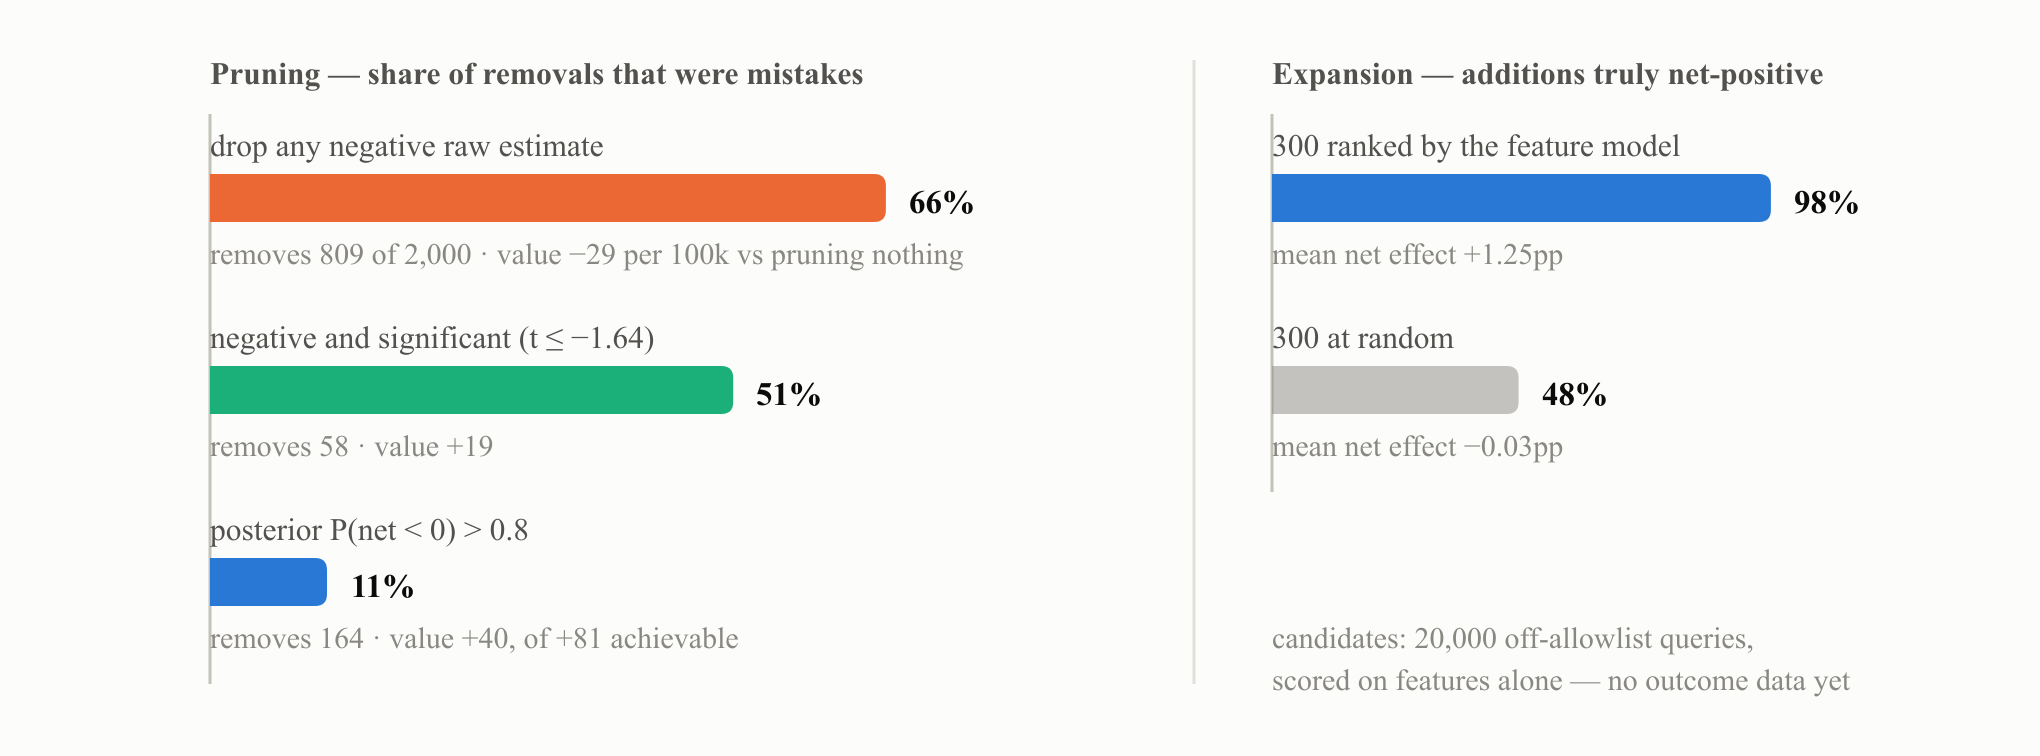 Pruning — share of removals that were mistakes
drop any negative raw estimate
66%
removes 809 of 2,000 · value −29 per 100k vs pruning nothing
negative and significant (t ≤ −1.64)
51%
removes 58 · value +19
posterior P(net < 0) > 0.8
11%
removes 164 · value +40, of +81 achievable
Expansion — additions truly net-positive
300 ranked by the feature model
98%
mean net effect +1.25pp
300 at random
48%
mean net effect −0.03pp
candidates: 20,000 off-allowlist queries,
scored on features alone — no outcome data yet